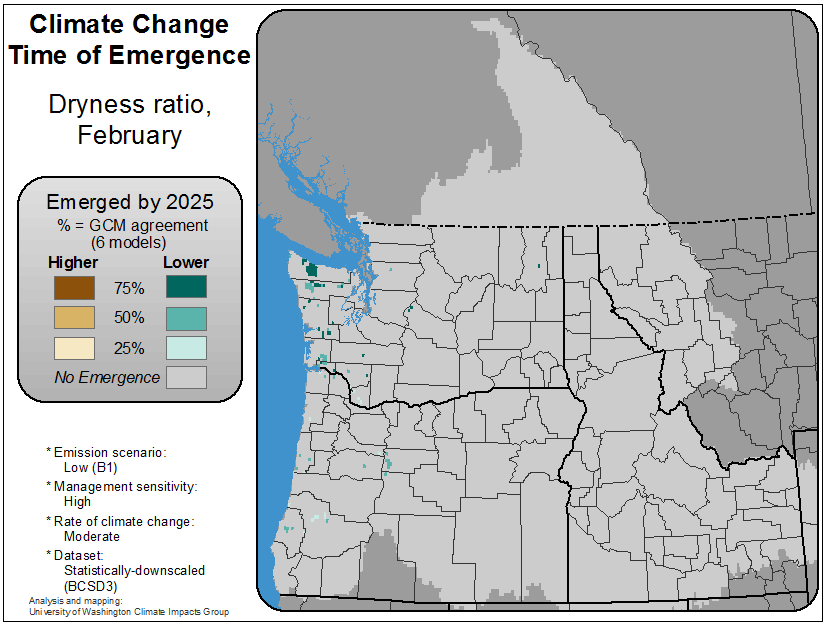 Climate Change
Time of Emergence
Dryness ratio,
February
Emerged by 2025
% = GCM agreement
(6 models)
Higher Lower
75%
50%
25%
No Emergence
* Emission scenario:
Low (B1)
* Management sensitivity:
High
* Rate of climate change:
Moderate
* Dataset:
Statistically-downscaled
(BCSD3)
Analysis and mapping:
University of Washington Climate Impacts Group